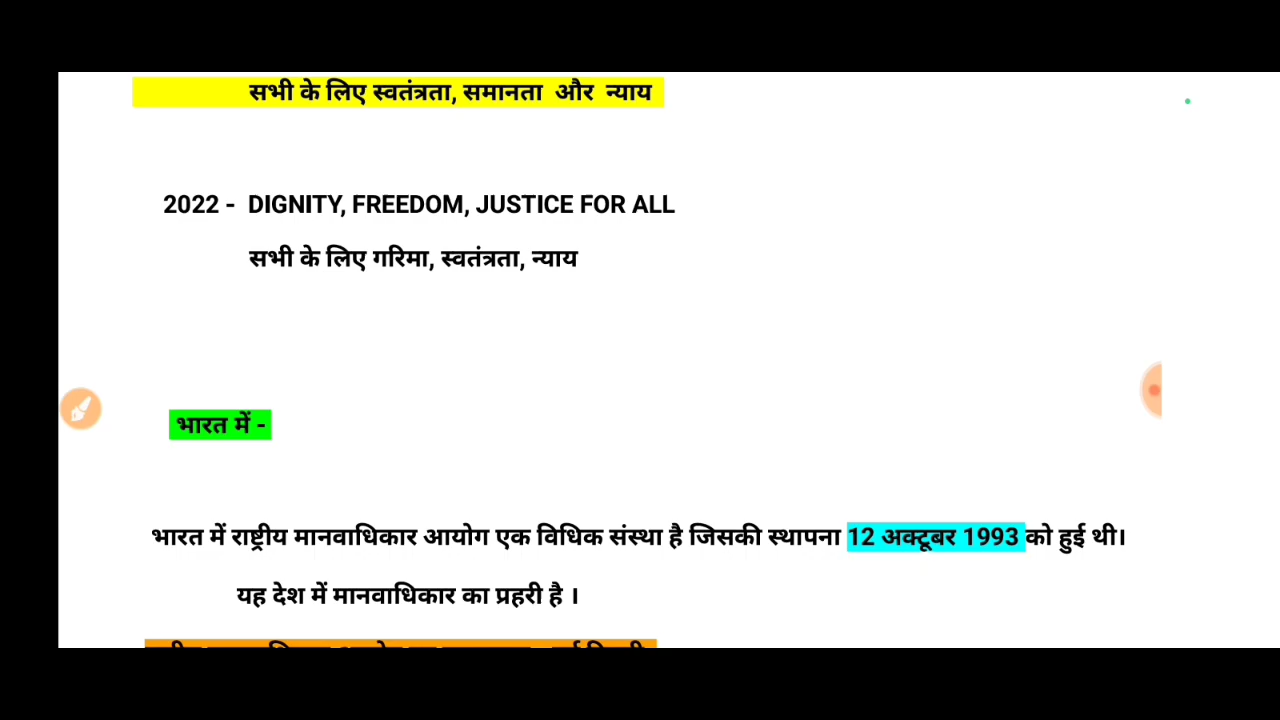 सभी के लिए स्वतंत्रता, समानता और न्याय
2022 - DIGNITY, FREEDOM, JUSTICE FOR ALL
सभी के लिए गरिमा, स्वतंत्रता, न्याय
भारत में -
भारत में राष्ट्रीय मानवाधिकार आयोग एक विधिक संस्था है जिसकी स्थापना 12 अक्टूबर 1993 को हुई थी।
यह देश में मानवाधिकार का प्रहरी है ।